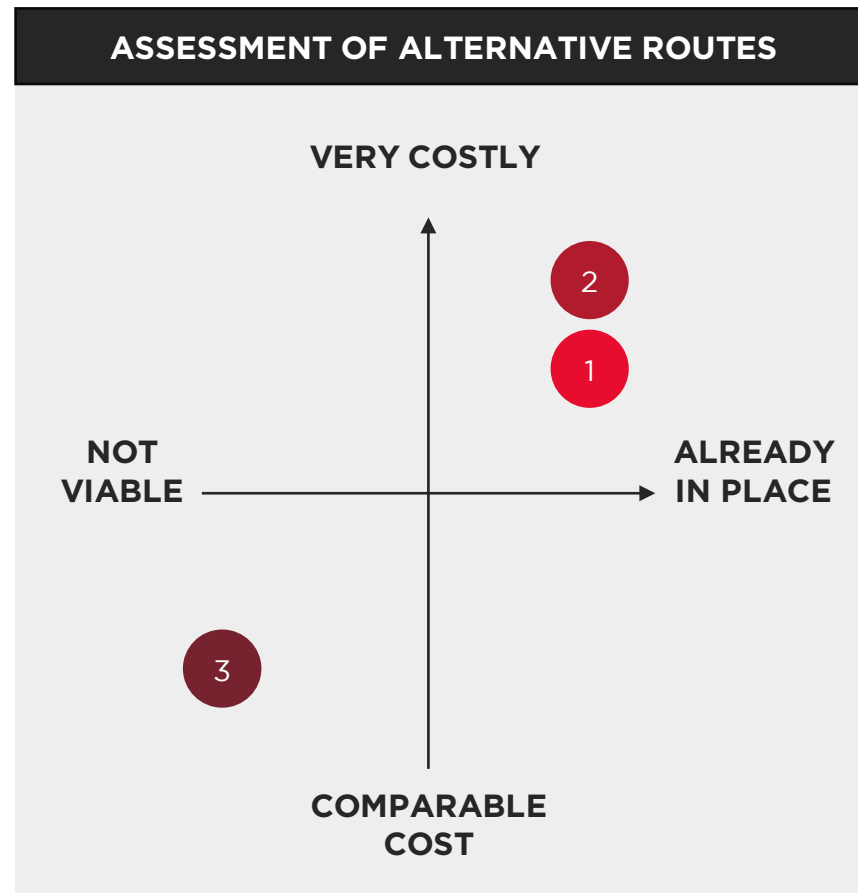 ASSESSMENT OF ALTERNATIVE ROUTES
VERY COSTLY
2
1
NOT
VIABLE
ALREADY
IN PLACE
3
COMPARABLE
COST